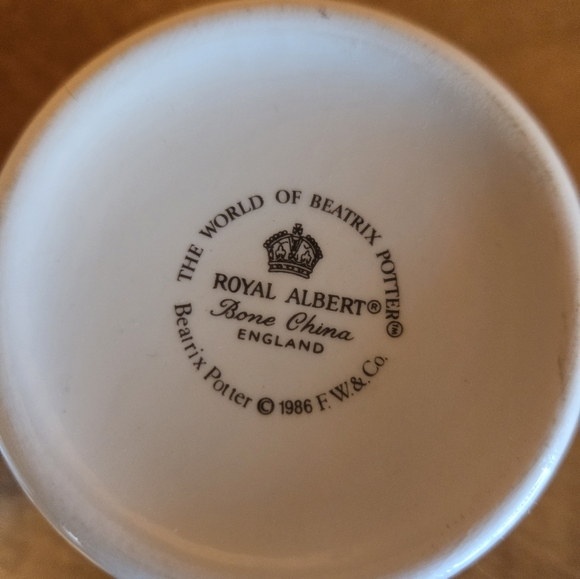 THE WORLD OF BEATRIX POTTER™
ROYAL ALBERT®
Bone China
ENGLAND
Beatrix Potter © 1986 F.W.& Co.